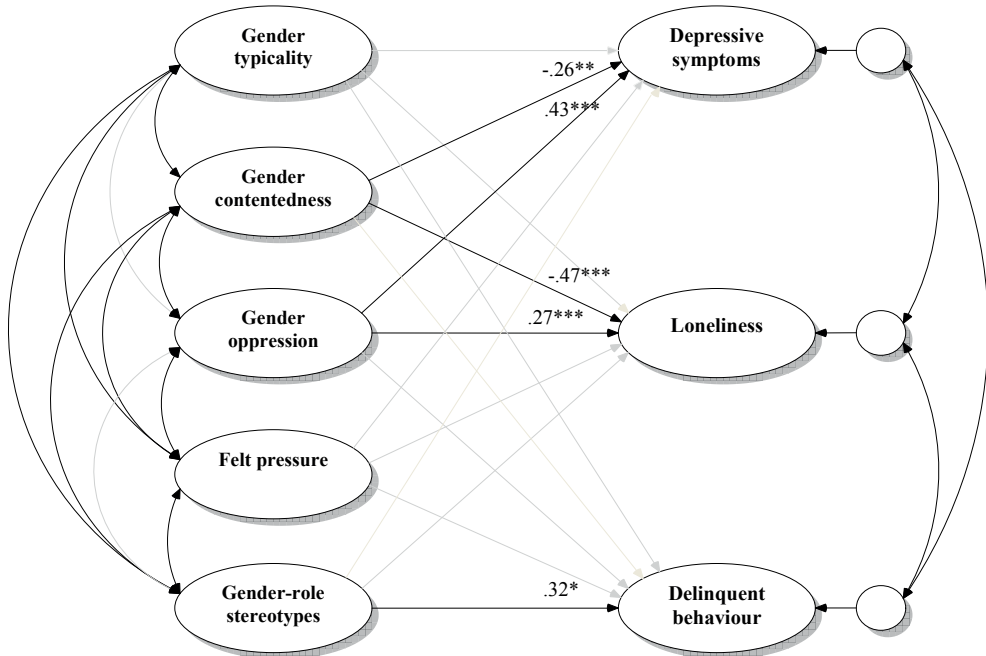 Gender
typicality
Depressive
symptoms
-.26**
.43***
Gender
contentedness
-.47***
.27***
Gender
oppression
Loneliness
Felt pressure
Gender-role
stereotypes
.32*
Delinquent
behaviour